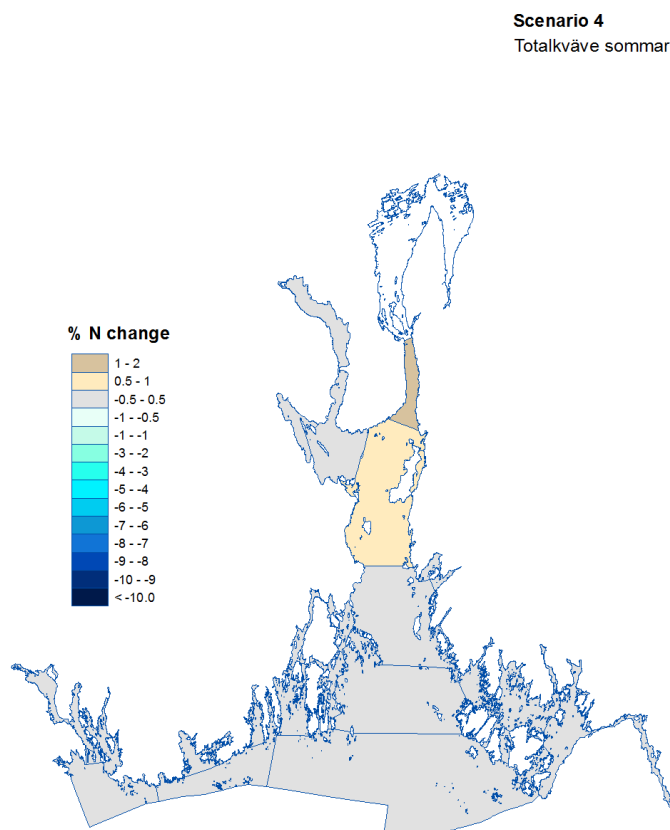 Scenario 4
Totalkväve sommar
% N change
1 - 2
0.5 - 1
-0.5 - 0.5
-1 - -0.5
-1 - -1
-3 - -2
-4 - -3
-5 - -4
-6 - -5
-7 - -6
-8 - -7
-9 - -8
-10 - -9
< -10.0